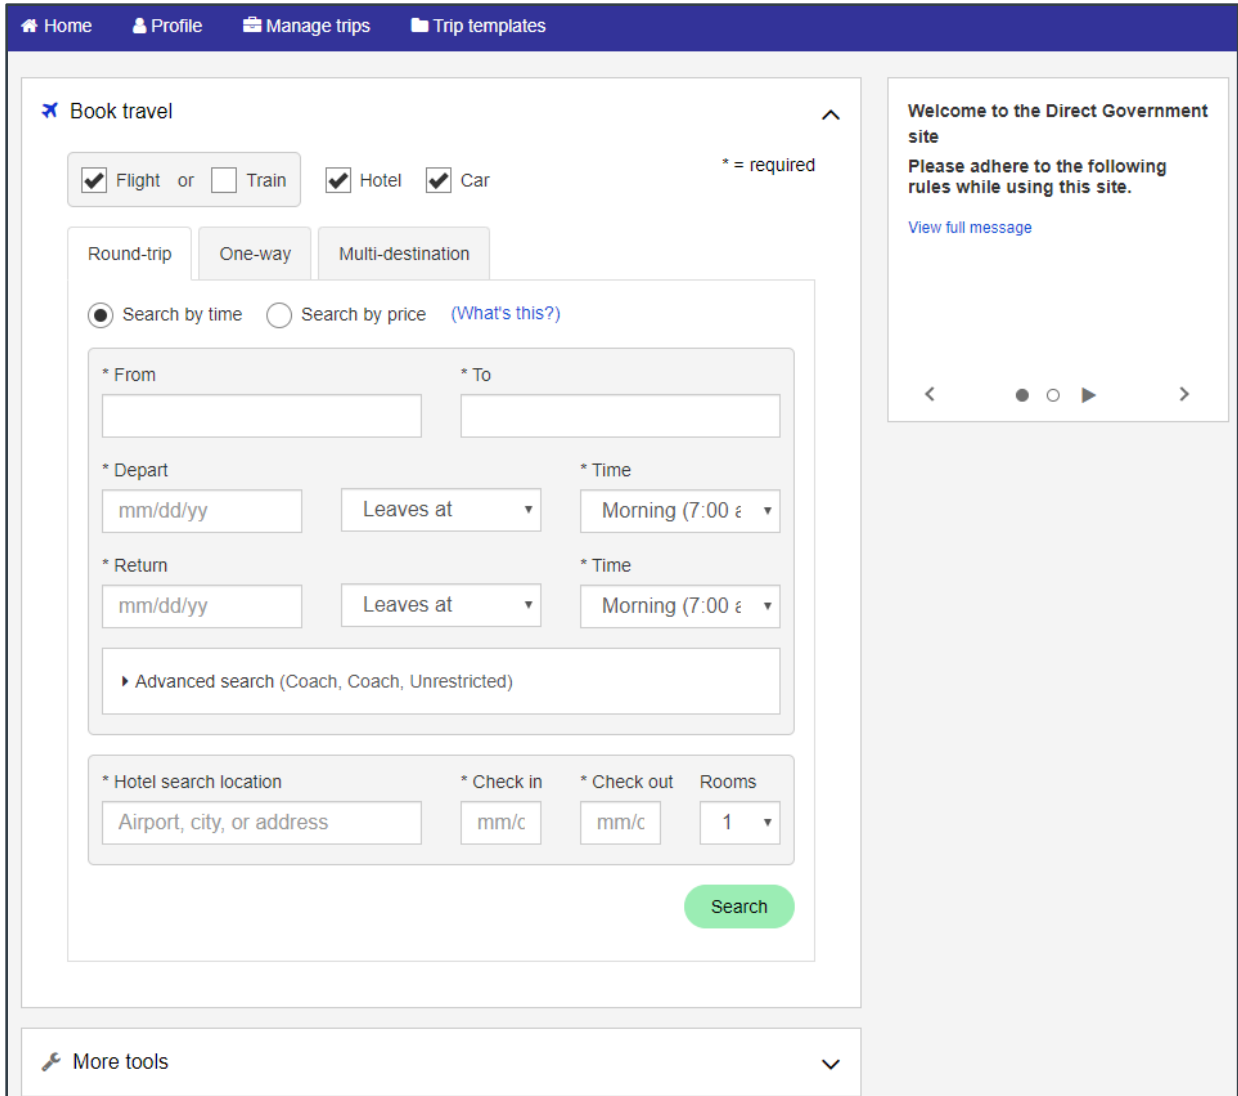 Home Profile Manage trips Trip templates
Book travel
* = required
Flight or Train Hotel Car
Round-trip One-way Multi-destination
Search by time Search by price (What's this?)
* From * To
* Depart * Time
mm/dd/yy Leaves at Morning (7:00 a
* Return * Time
mm/dd/yy Leaves at Morning (7:00 a
Advanced search (Coach, Coach, Unrestricted)
* Hotel search location * Check in * Check out Rooms
Airport, city, or address mm/c mm/c 1
Search
More tools
Welcome to the Direct Government
site
Please adhere to the following
rules while using this site.
View full message